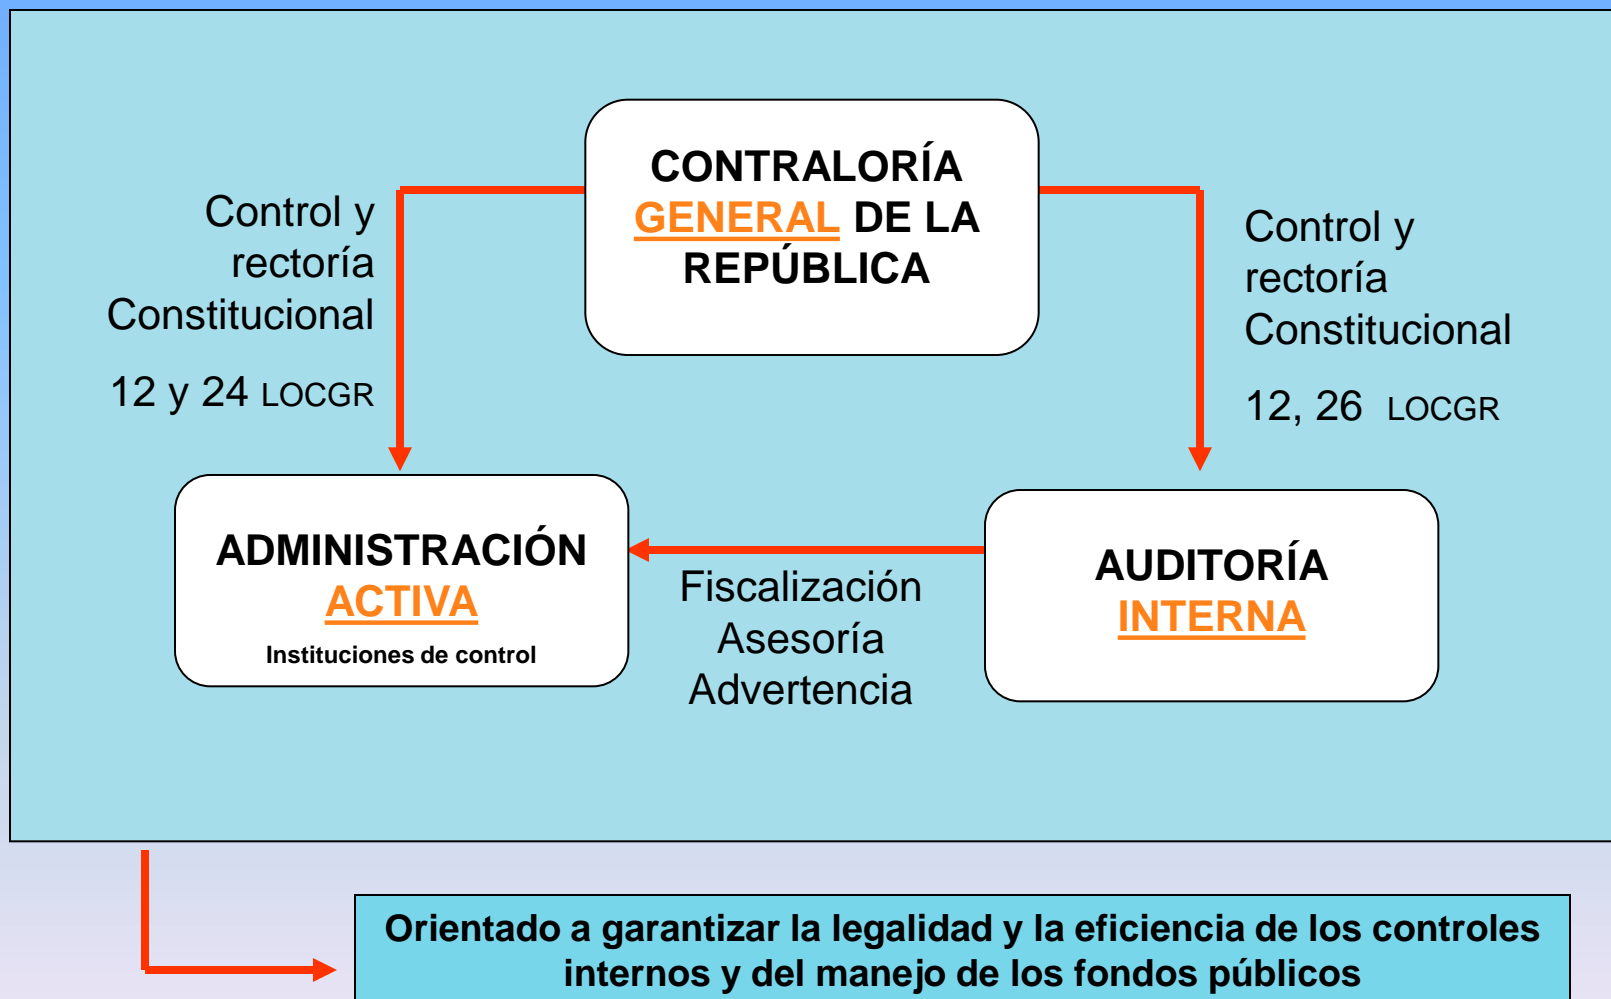 CONTRALORÍA
GENERAL DE LA
REPÚBLICA
Control y
rectoría
Constitucional
12 y 24 LOCGR
Control y
rectoría
Constitucional
12, 26 LOCGR
ADMINISTRACIÓN
ACTIVA
Instituciones de control
Fiscalización
Asesoría
Advertencia
AUDITORÍA
INTERNA
Orientado a garantizar la legalidad y la eficiencia de los controles
internos y del manejo de los fondos públicos